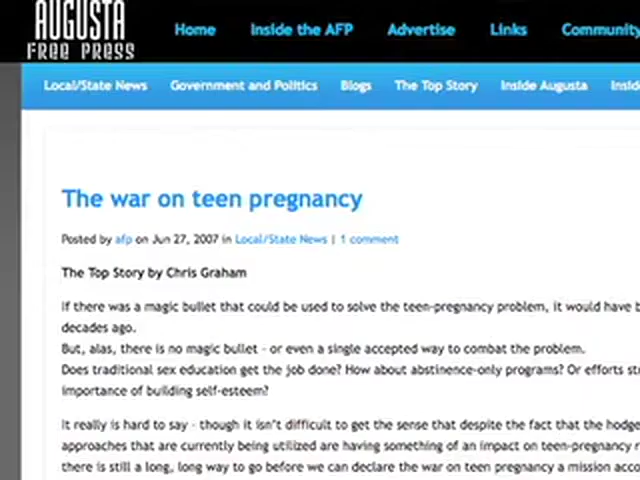 AUGUSTA
FREE PRESS
Home Inside the AFP Advertise Links Community
Local/State News Government and Politics Blogs The Top Story Inside Augusta
The war on teen pregnancy
Posted by afp on Jun 27, 2007 in Local/State News | 1 comment
The Top Story by Chris Graham
If there was a magic bullet that could be used to solve the teen-pregnancy problem, it would have
decades ago.
But, alas, there is no magic bullet - or even a single accepted way to combat the problem.
Does traditional sex education get the job done? How about abstinence-only programs? Or efforts
importance of building self-esteem?
It really is hard to say - though it isn't difficult to get the sense that despite the fact that the
approaches that are currently being utilized are having something of an impact on teen-pregnancy
there is still a long, long way to go before we can declare the war on teen pregnancy a mission